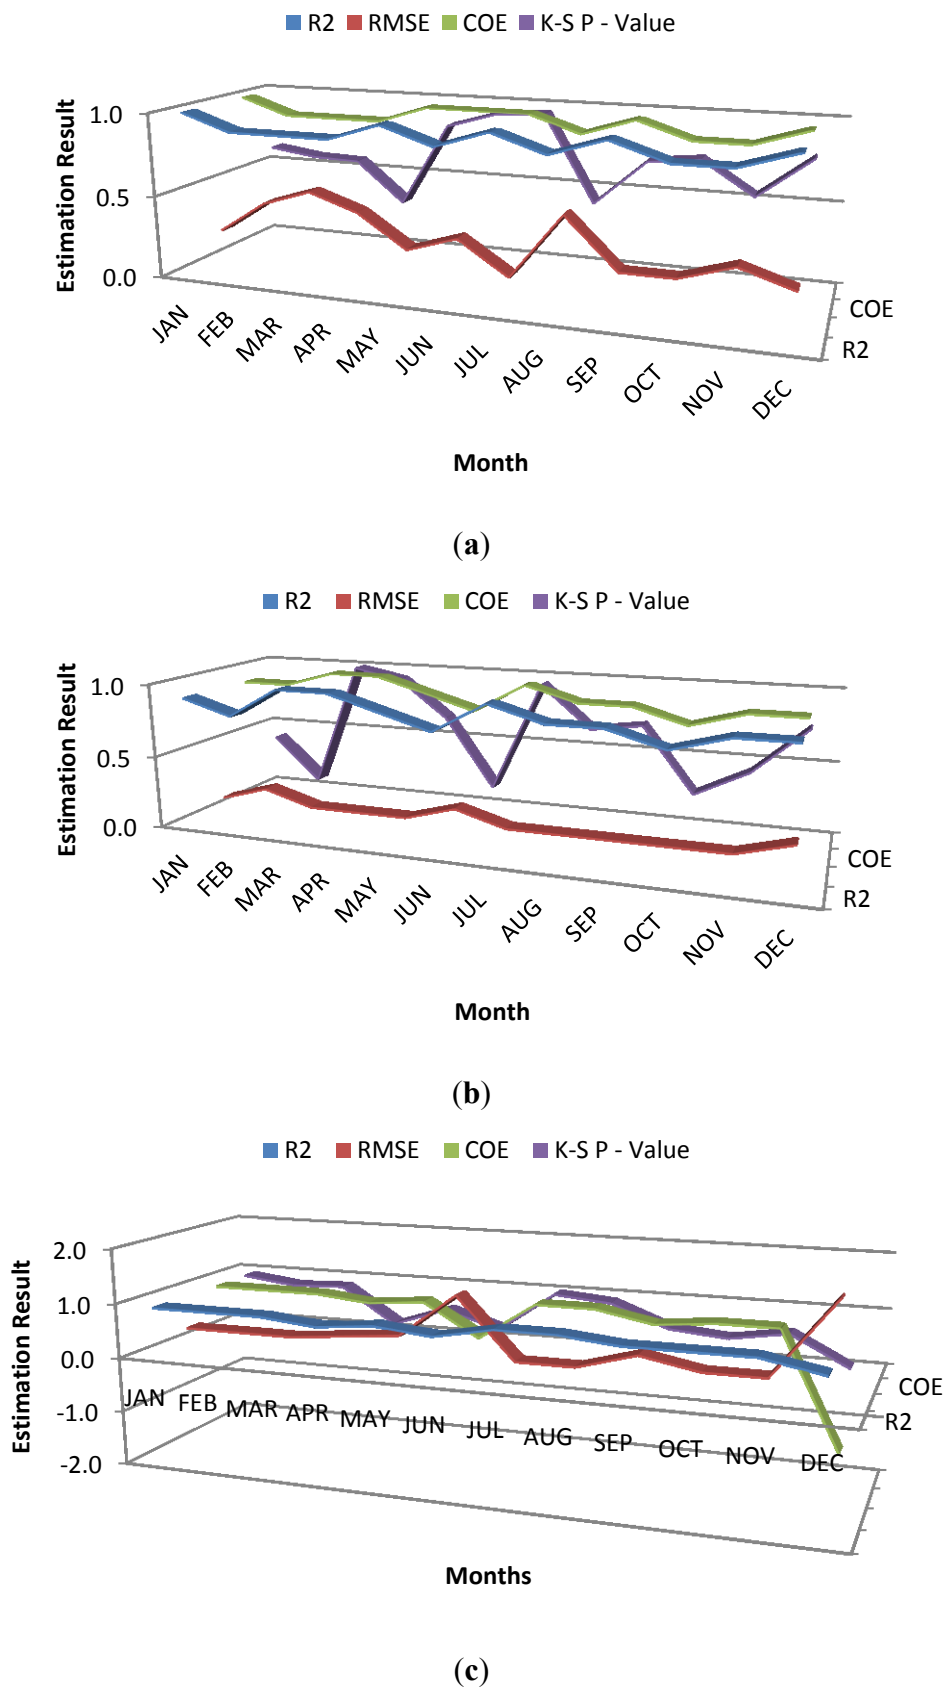 R2 RMSE COE K-S P - Value
Estimation Result
1.0
0.5
0.0
JAN FEB MAR APR MAY JUN JUL AUG SEP OCT NOV DEC
COE
R2
Month
(a)
R2 RMSE COE K-S P - Value
Estimation Result
1.0
0.5
0.0
JAN FEB MAR APR MAY JUN JUL AUG SEP OCT NOV DEC
COE
R2
Month
(b)
R2 RMSE COE K-S P - Value
Estimation Result
2.0
1.0
0.0
-1.0
-2.0
JAN FEB MAR APR MAY JUN JUL AUG SEP OCT NOV DEC
COE
R2
Months
(c)